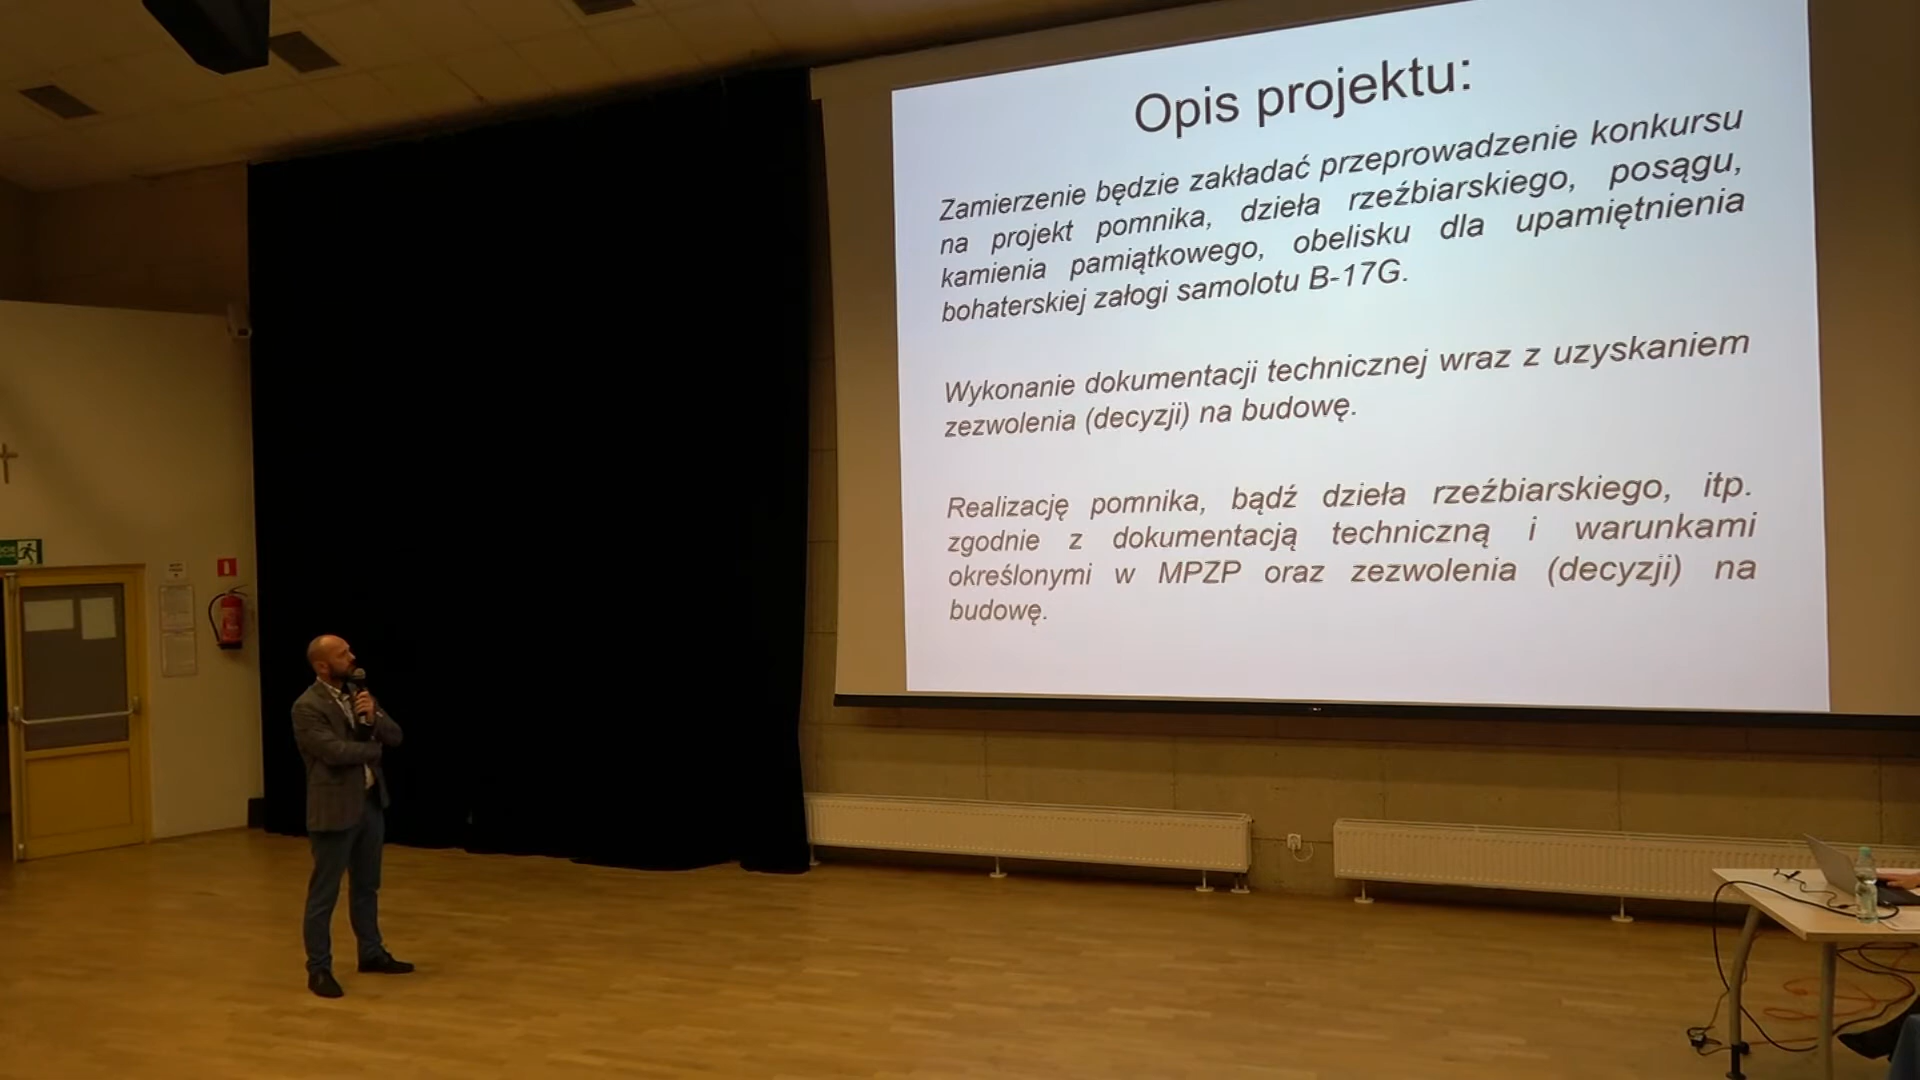 Opis projektu:
Zamierzenie będzie zakładać przeprowadzenie konkursu
na projekt pomnika, dzieła rzeźbiarskiego, posągu,
kamienia pamiątkowego, obelisku dla upamiętnienia
bohaterskiej załogi samolotu B-17G.
Wykonanie dokumentacji technicznej wraz z uzyskaniem
zezwolenia (decyzji) na budowę.
Realizację pomnika, bądź dzieła rzeźbiarskiego, itp.
zgodnie z dokumentacją techniczną i warunkami
określonymi w MPZP oraz zezwolenia (decyzji) na
budowę.